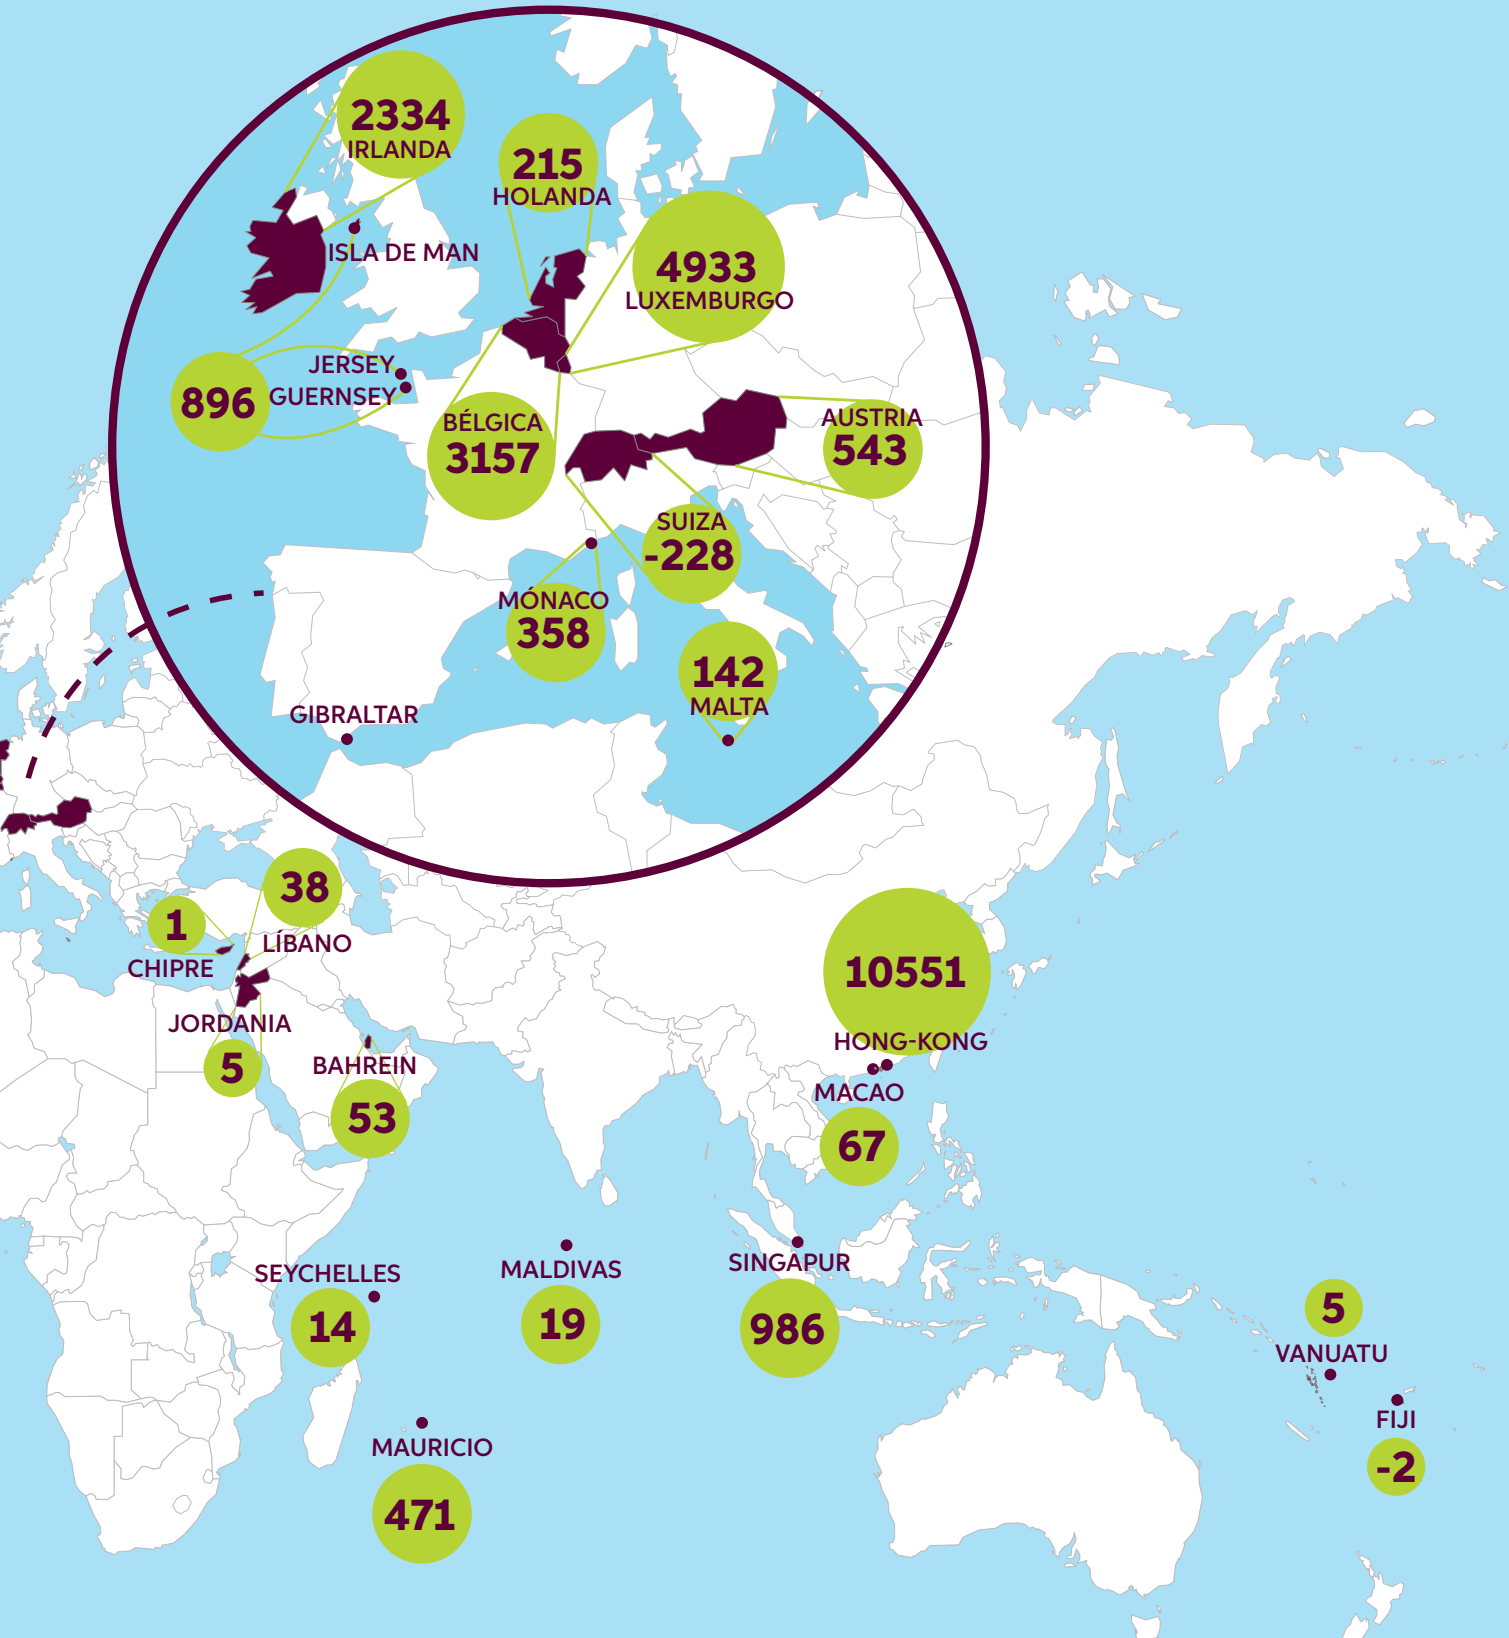 2334
IRLANDA
215
HOLANDA
ISLA DE MAN
4933
LUXEMBURGO
JERSEY
896
GUERNSEY
BÉLGICA
3157
AUSTRIA
543
SUIZA
-228
MÓNACO
358
142
MALTA
GIBRALTAR
38
LÍBANO
1
CHIPRE
JORDANIA
5
BAHREIN
53
10551
HONG-KONG
MACAO
67
SEYCHELLES
14
MALDIVAS
19
SINGAPUR
986
5
VANUATU
FIJI
-2
MAURICIO
471